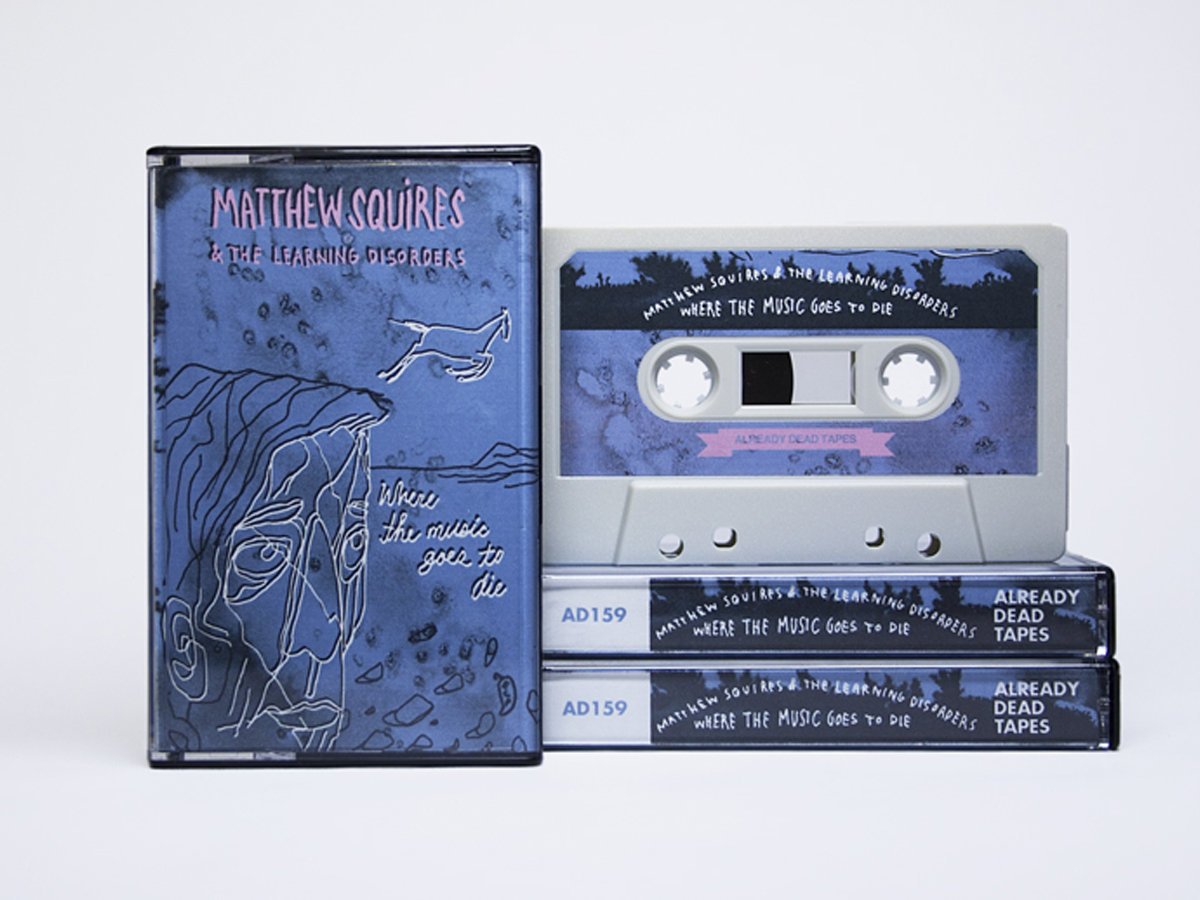 MATTHEW SQUIRES
& THE LEARNING DISORDERS
Where
the music
goes to
die
MATTHEW SQUIRES & THE LEARNING DISORDERS
WHERE THE MUSIC GOES TO DIE
ALREADY DEAD TAPES
AD159
MATTHEW SQUIRES & THE LEARNING DISORDERS
WHERE THE MUSIC GOES TO DIE
ALREADY
DEAD
TAPES
AD159
MATTHEW SQUIRES & THE LEARNING DISORDERS
WHERE THE MUSIC GOES TO DIE
ALREADY
DEAD
TAPES